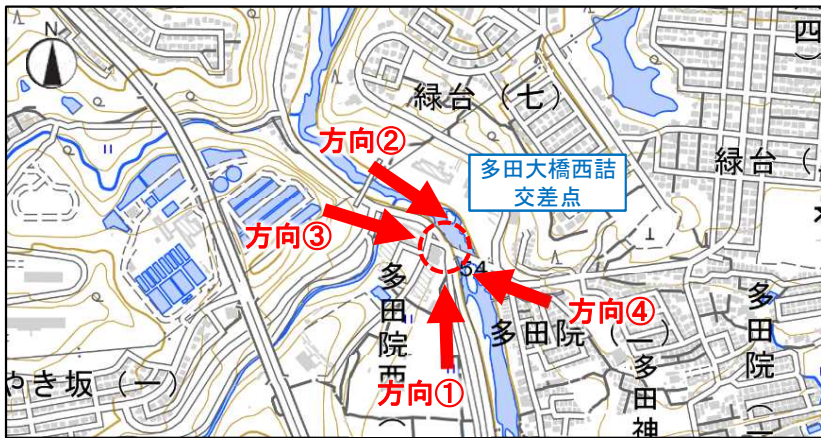 N
四）
緑台（七）
方向②
多田大橋西詰
交差点
緑台（
方向③
54
多田院西（
方向④
多田院（二
多田神
多田院（一
やき坂（一）
方向①